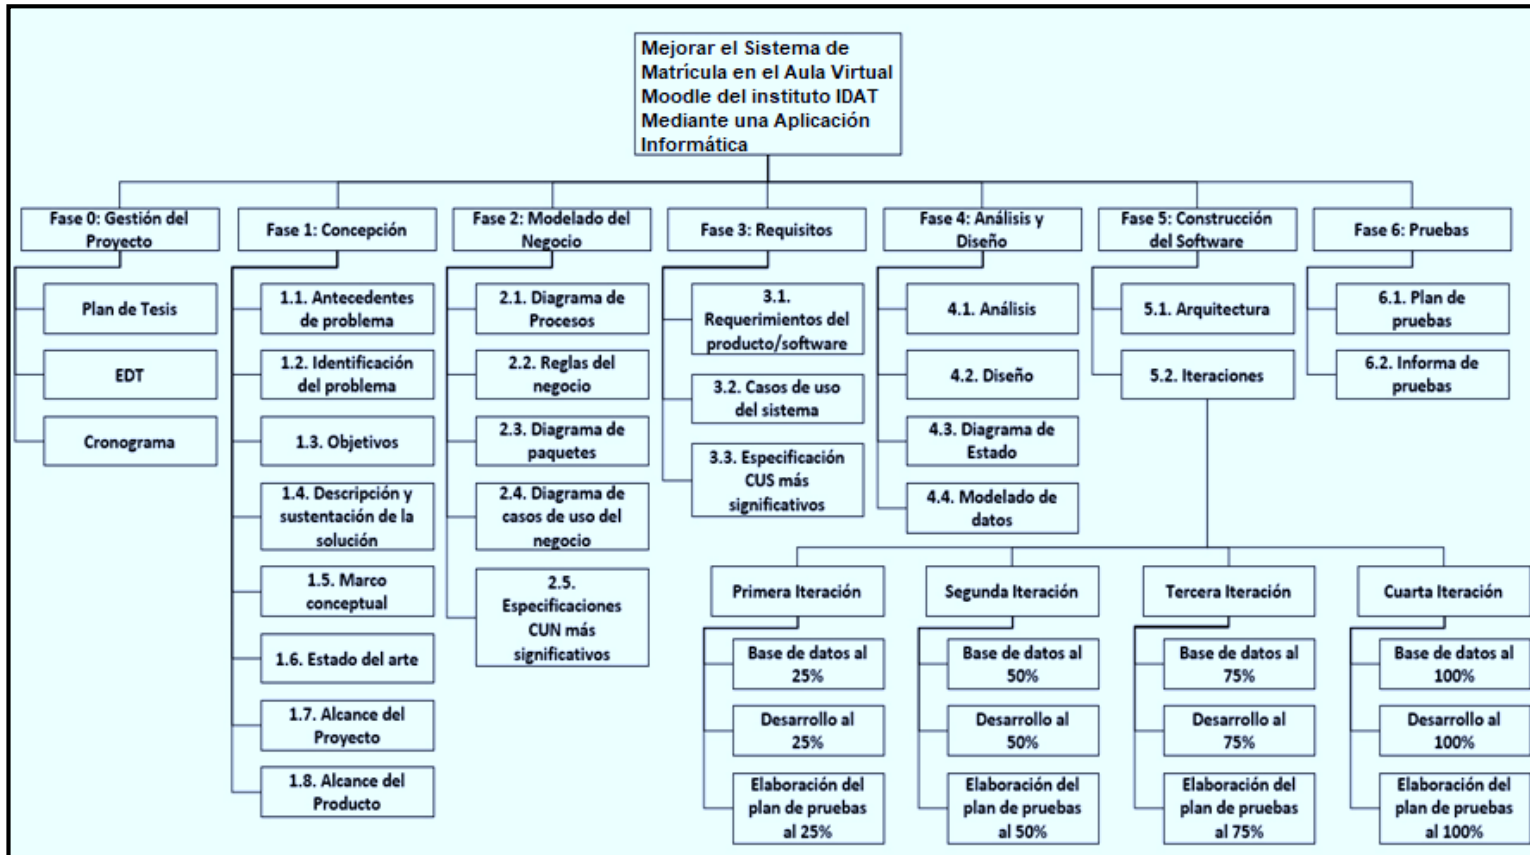 Mejorar el Sistema de
Matrícula en el Aula Virtual
Moodle del instituto IDAT
Mediante una Aplicación
Informática
Fase 0: Gestión del
Proyecto
Plan de Tesis
EDT
Cronograma
Fase 1: Concepción
1.1. Antecedentes
de problema
1.2. Identificación
del problema
1.3. Objetivos
1.4. Descripción y
sustentación de la
solución
1.5. Marco
conceptual
1.6. Estado del arte
1.7. Alcance del
Proyecto
1.8. Alcance del
Producto
Fase 2: Modelado del
Negocio
2.1. Diagrama de
Procesos
2.2. Reglas del
negocio
2.3. Diagrama de
paquetes
2.4. Diagrama de
casos de uso del
negocio
2.5.
Especificaciones
CUN más
significativos
Fase 3: Requisitos
3.1.
Requerimientos del
producto/software
3.2. Casos de uso
del sistema
3.3. Especificación
CUS más
significativos
Fase 4: Análisis y
Diseño
4.1. Análisis
4.2. Diseño
4.3. Diagrama de
Estado
4.4. Modelado de
datos
Fase 5: Construcción
del Software
5.1. Arquitectura
5.2. Iteraciones
Primera Iteración
Base de datos al
25%
Desarrollo al
25%
Elaboración del
plan de pruebas
al 25%
Segunda Iteración
Base de datos al
50%
Desarrollo al
50%
Elaboración del
plan de pruebas
al 50%
Tercera Iteración
Base de datos al
75%
Desarrollo al
75%
Elaboración del
plan de pruebas
al 75%
Cuarta Iteración
Base de datos al
100%
Desarrollo al
100%
Elaboración del
plan de pruebas
al 100%
Fase 6: Pruebas
6.1. Plan de
pruebas
6.2. Informa de
pruebas